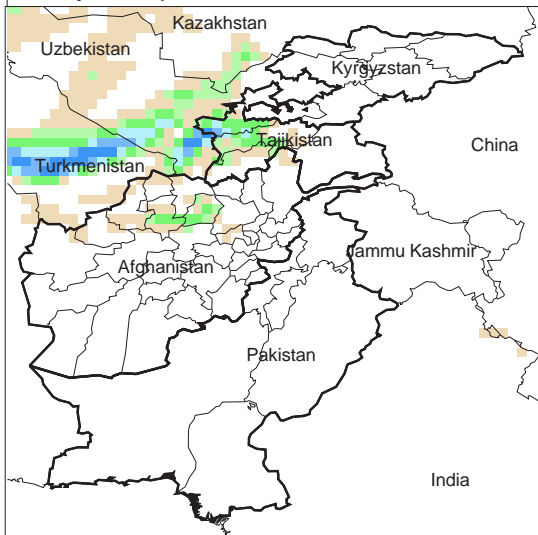 Kazakhstan
Uzbekistan
Kyrgyzstan
Tajikistan
China
Turkmenistan
Jammu Kashmir
Afghanistan
Pakistan
India